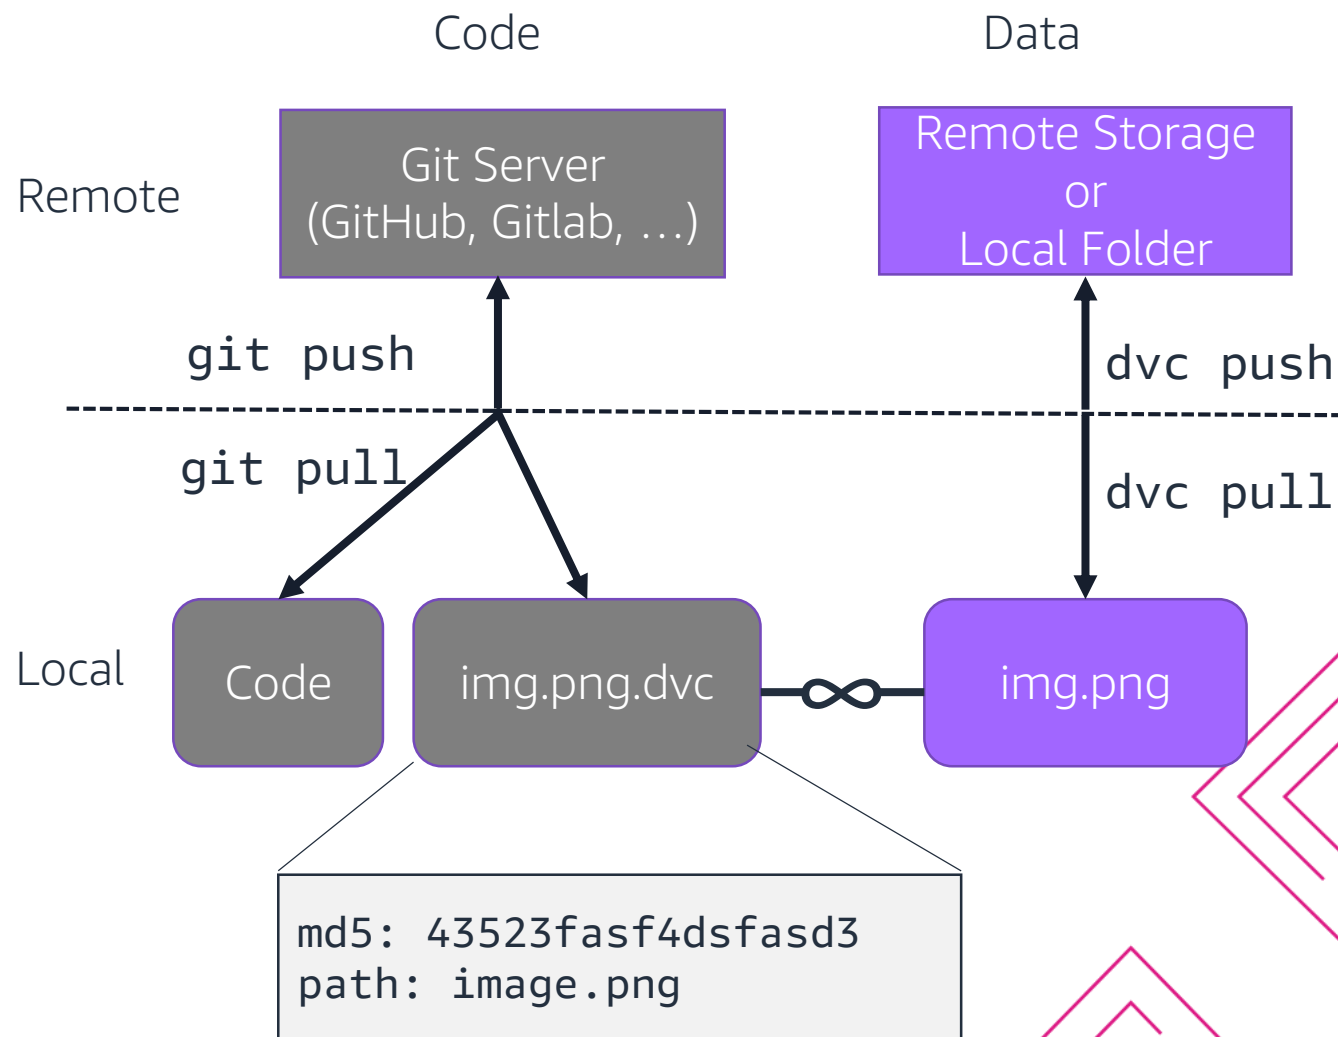 Code
Data
Remote
Git Server
(GitHub, Gitlab, ...)
Remote Storage
or
Local Folder
git push
dvc push
git pull
dvc pull
Local
Code
img.png.dvc
img.png
md5: 43523fasf4dsfasd3
path: image.png